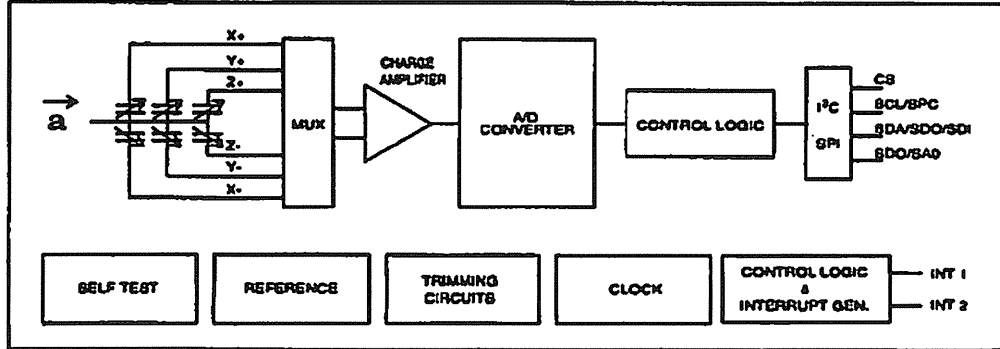 X+
Y+
Z+
a
Z-
Y-
X-
MUX
CHARGE
AMPLIFIER
A/D
CONVERTER
CONTROL LOGIC
I²C
SPI
CS
SCL/SPC
SDA/SDO/SDI
SDO/SA0
SELF TEST
REFERENCE
TRIMMING
CIRCUITS
CLOCK
CONTROL LOGIC
&
INTERRUPT GEN.
INT 1
INT 2